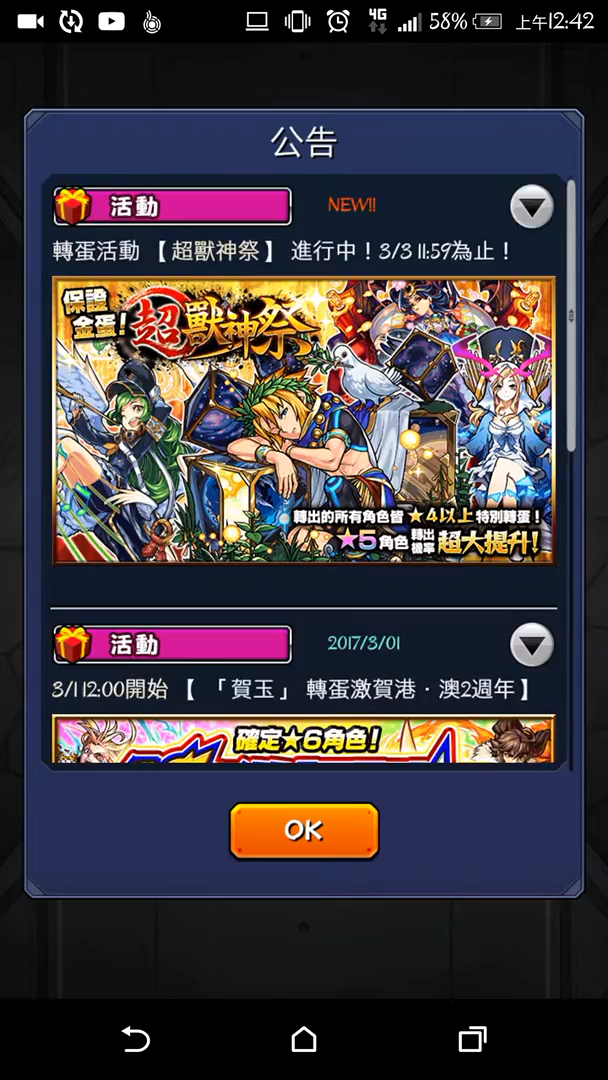 4G 58% 上午12:42
公告
活動 NEW!!
轉蛋活動 【超獸神祭】 進行中！3/3 11:59為止！
保證
金蛋！
超獸神祭
轉出的所有角色皆★4以上特別轉蛋！
★5角色轉出機率超大提升！
活動 2017/3/01
3/1 12:00開始 【 「賀玉」 轉蛋激賀港．澳2週年】
確定★6角色！
OK